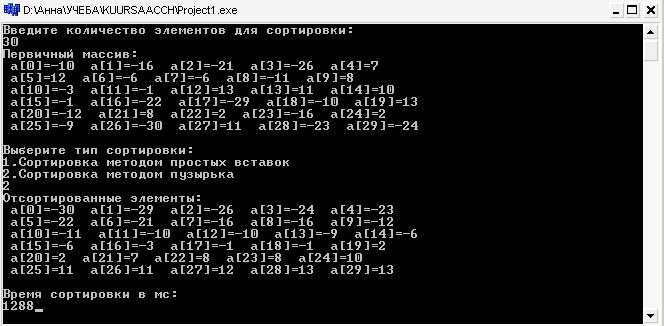 D:\Анна\УЧЕБА\KUURSAACCH\Project1.exe
Введите количество элементов для сортировки:
30
Первичный массив:
a[0]=-10 a[1]=-16 a[2]=-21 a[3]=-26 a[4]=7
a[5]=12 a[6]=-6 a[7]=-6 a[8]=-11 a[9]=8
a[10]=-3 a[11]=-1 a[12]=13 a[13]=11 a[14]=10
a[15]=-1 a[16]=-22 a[17]=-29 a[18]=-10 a[19]=13
a[20]=-12 a[21]=8 a[22]=2 a[23]=-16 a[24]=2
a[25]=-9 a[26]=-30 a[27]=11 a[28]=-23 a[29]=-24
Выберите тип сортировки:
1.Сортировка методом простых вставок
2.Сортировка методом пузырька
2
Отсортированные элементы:
a[0]=-30 a[1]=-29 a[2]=-26 a[3]=-24 a[4]=-23
a[5]=-22 a[6]=-21 a[7]=-16 a[8]=-16 a[9]=-12
a[10]=-11 a[11]=-10 a[12]=-10 a[13]=-9 a[14]=-6
a[15]=-6 a[16]=-3 a[17]=-1 a[18]=-1 a[19]=2
a[20]=2 a[21]=7 a[22]=8 a[23]=8 a[24]=10
a[25]=11 a[26]=11 a[27]=12 a[28]=13 a[29]=13
Время сортировки в мс:
1288_